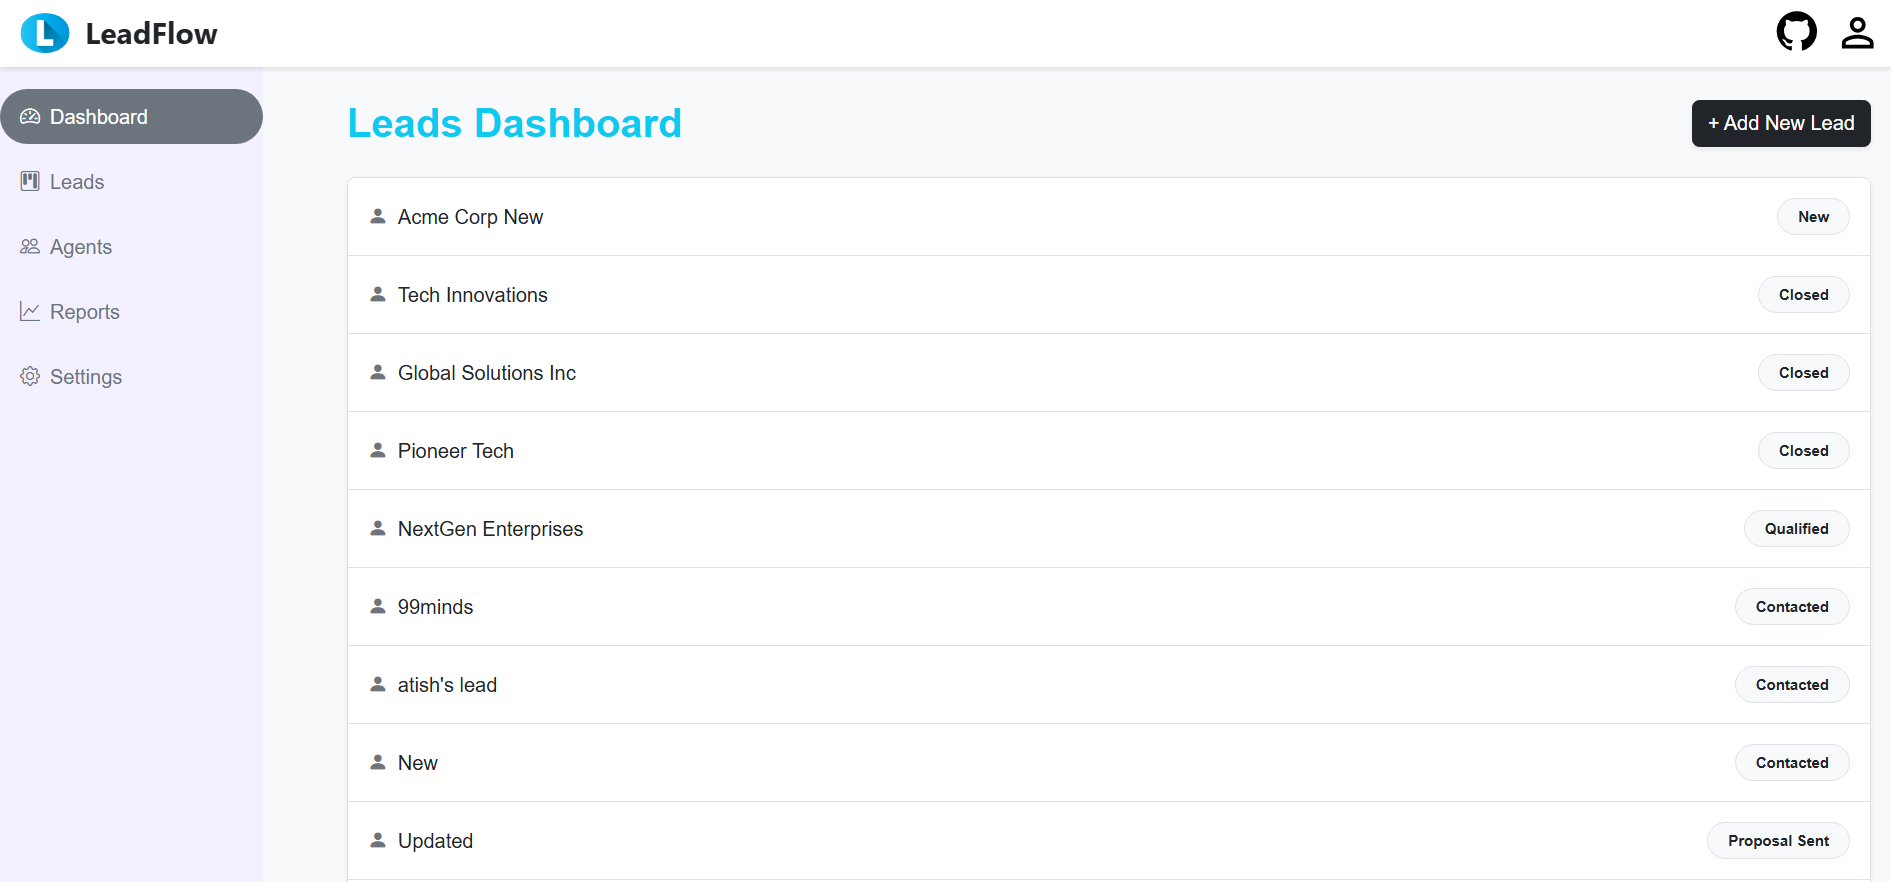 LeadFlow
Dashboard
Leads
Agents
Reports
Settings
Leads Dashboard
+ Add New Lead
Acme Corp New
New
Tech Innovations
Closed
Global Solutions Inc
Closed
Pioneer Tech
Closed
NextGen Enterprises
Qualified
99minds
Contacted
atish's lead
Contacted
New
Contacted
Updated
Proposal Sent